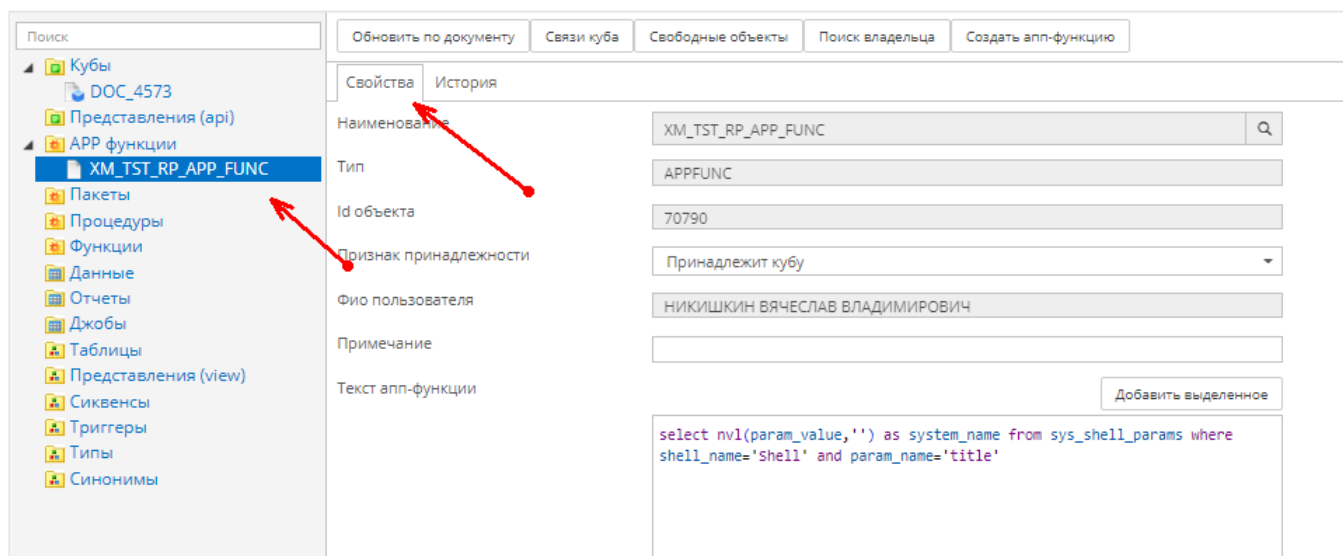 Поиск
Кубы
DOC_4573
Представления (api)
APP функции
XM_TST_RP_APP_FUNC
Пакеты
Процедуры
Функции
Данные
Отчеты
Джобы
Таблицы
Представления (view)
Сиквенсы
Триггеры
Типы
Синонимы
Обновить по документу Связи куба Свободные объекты Поиск владельца Создать апп-функцию
Свойства История
Наименование XM_TST_RP_APP_FUNC
Тип APPFUNC
Id объекта 70790
Признак принадлежности Принадлежит кубу
Фио пользователя НИКИШКИН ВЯЧЕСЛАВ ВЛАДИМИРОВИЧ
Примечание
Текст апп-функции Добавить выделенное
select nvl(param_value,'') as system_name from sys_shell_params where
shell_name='Shell' and param_name='title'